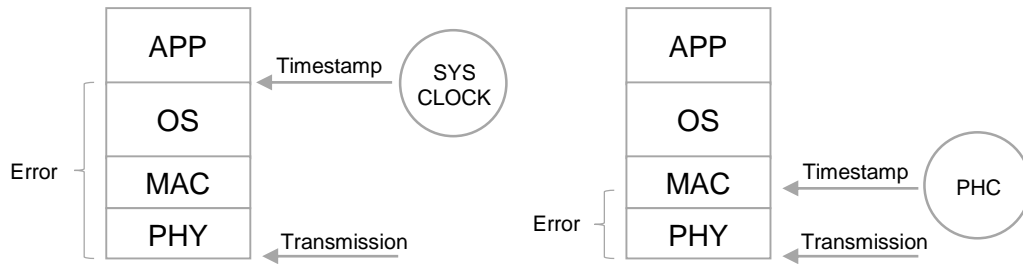 APP
Timestamp
SYS
CLOCK
OS
Error
MAC
PHY
Transmission
APP
OS
Timestamp
MAC
PHC
Error
PHY
Transmission